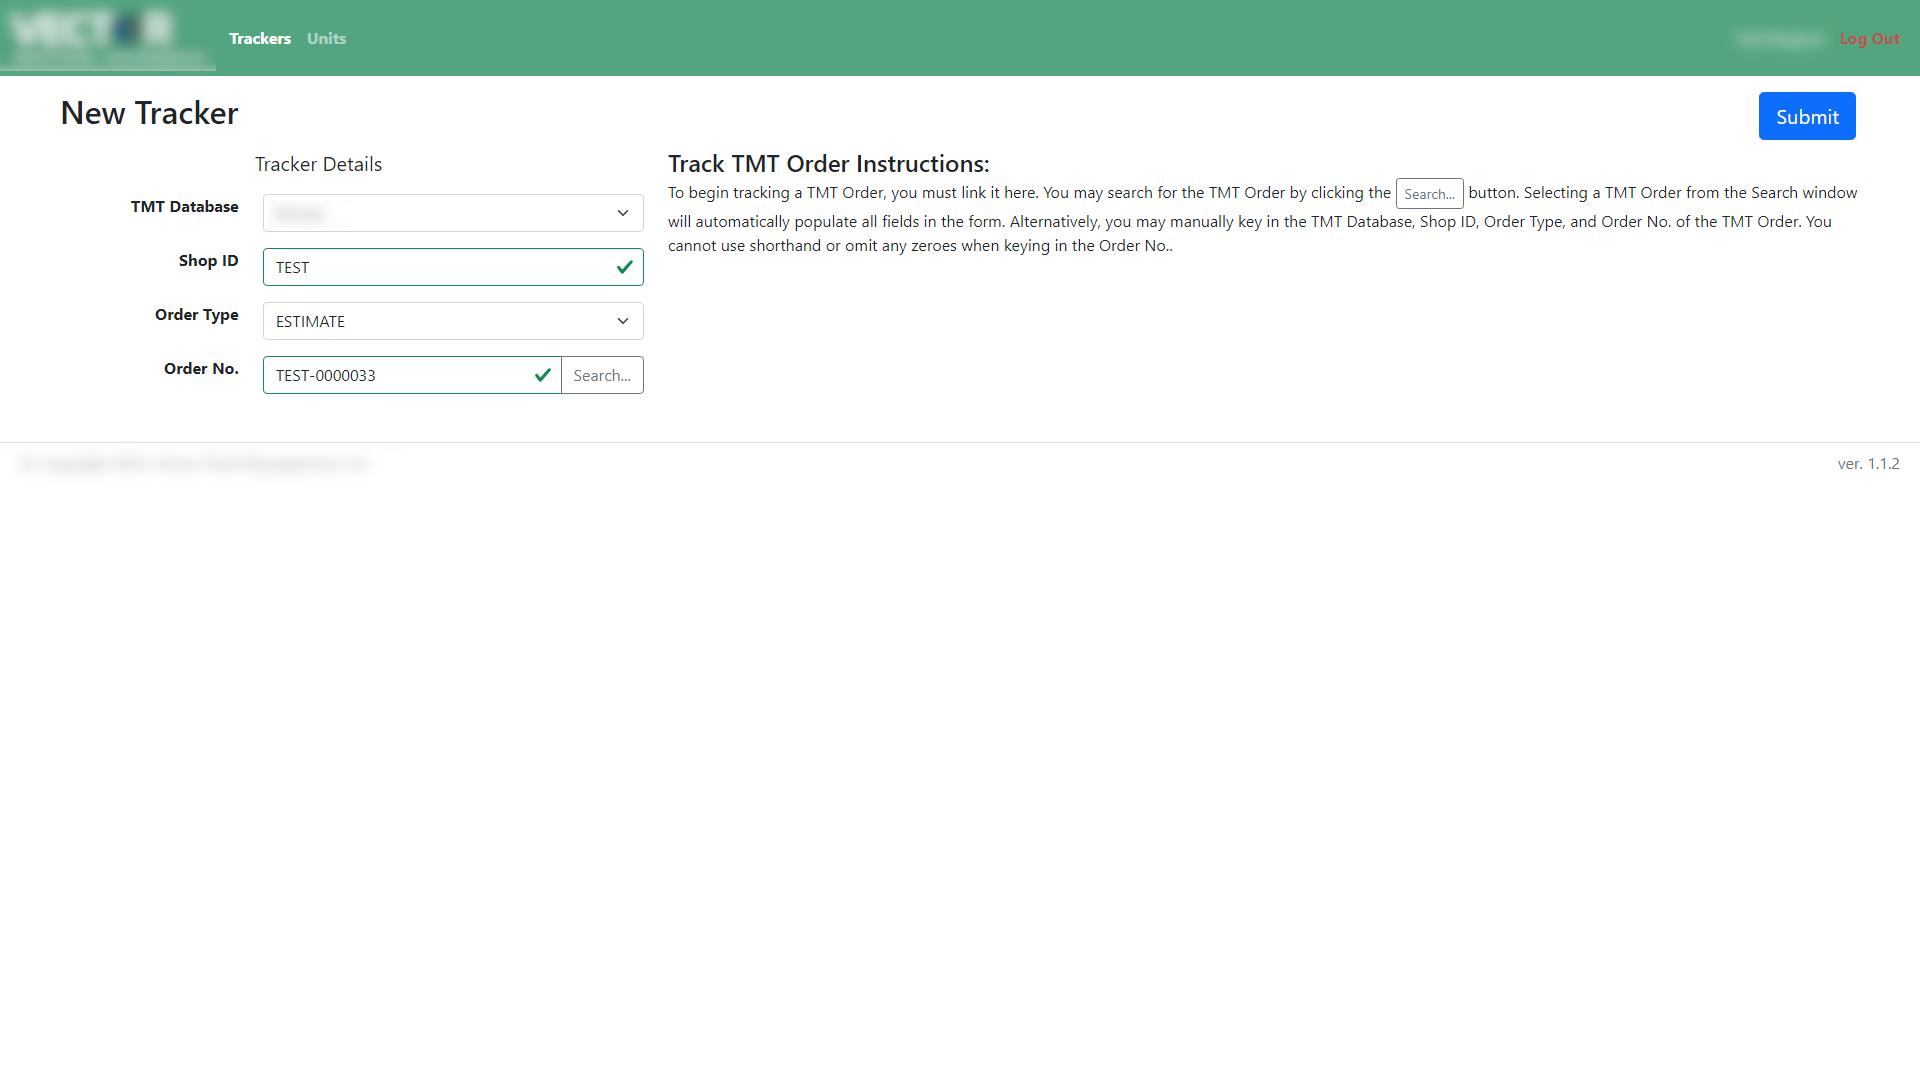 Trackers Units
Log Out
New Tracker
Submit
Tracker Details
TMT Database
Shop ID
TEST
Order Type
ESTIMATE
Order No.
TEST-0000033
Search...
Track TMT Order Instructions:
To begin tracking a TMT Order, you must link it here. You may search for the TMT Order by clicking the Search... button. Selecting a TMT Order from the Search window
will automatically populate all fields in the form. Alternatively, you may manually key in the TMT Database, Shop ID, Order Type, and Order No. of the TMT Order. You
cannot use shorthand or omit any zeroes when keying in the Order No..
ver. 1.1.2